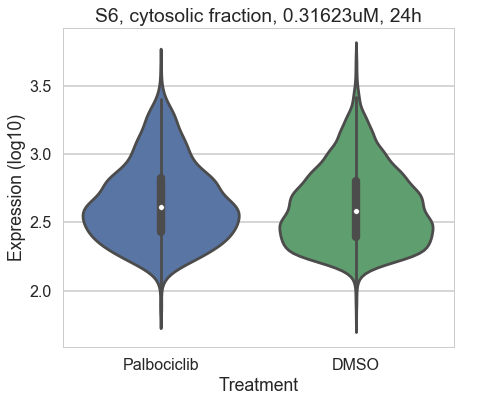 S6, cytosolic fraction, 0.31623uM, 24h
Expression (log10)
3.5
3.0
2.5
2.0
Palbociclib
DMSO
Treatment